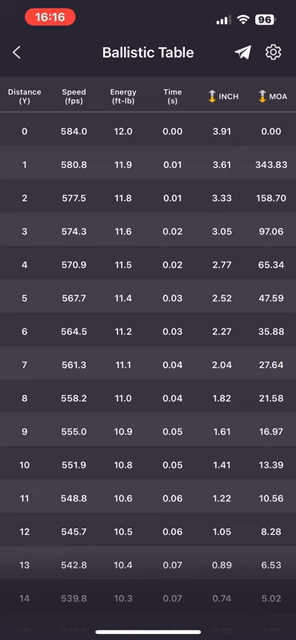 16:16
96
Ballistic Table
Distance (Y) Speed (fps) Energy (ft-lb) Time (s) INCH MOA
0 584.0 12.0 0.00 3.91 0.00
1 580.8 11.9 0.01 3.61 343.83
2 577.5 11.8 0.01 3.33 158.70
3 574.3 11.6 0.02 3.05 97.06
4 570.9 11.5 0.02 2.77 65.34
5 567.7 11.4 0.03 2.52 47.59
6 564.5 11.2 0.03 2.27 35.88
7 561.3 11.1 0.04 2.04 27.64
8 558.2 11.0 0.04 1.82 21.58
9 555.0 10.9 0.05 1.61 16.97
10 551.9 10.8 0.05 1.41 13.39
11 548.8 10.6 0.06 1.22 10.56
12 545.7 10.5 0.06 1.05 8.28
13 542.8 10.4 0.07 0.89 6.53
14 539.8 10.3 0.07 0.74 5.02